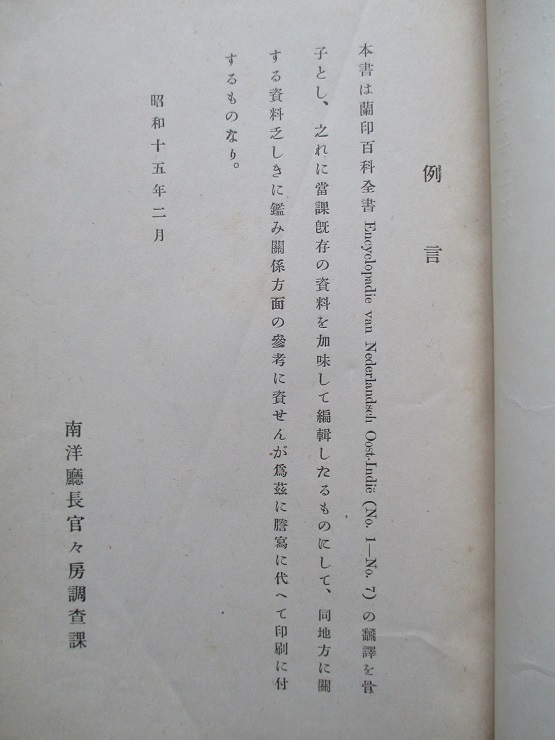 例言
本書は蘭印百科全書 Encyclopadie van Nederlandsch Oost-Indië (No. 1—No. 7) の飜譯を骨
子とし、之れに當課既存の資料を加味して編輯したるものにして、同地方に關
する資料乏しきに鑑み關係方面の參考に資せんが爲茲に謄寫に代へて印刷に付
するものなり。
昭和十五年二月
南洋廳長官々房調査課